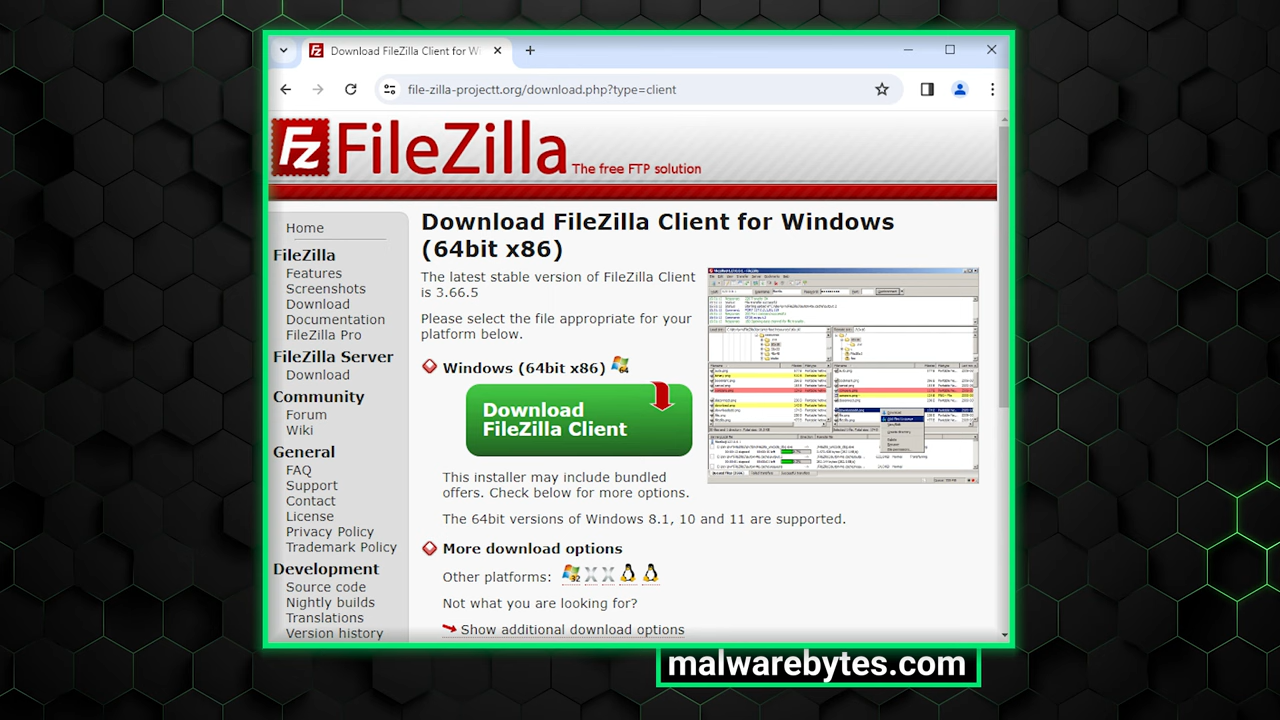 Download FileZilla Client for Wi
file-zilla-projectt.org/download.php?type=client
Fz FileZilla The free FTP solution
Home
FileZilla
Features
Screenshots
Download
Documentation
FileZilla Pro
FileZilla Server
Download
Community
Forum
Wiki
General
FAQ
Support
Contact
License
Privacy Policy
Trademark Policy
Development
Source code
Nightly builds
Translations
Version history
Download FileZilla Client for Windows
(64bit x86)
The latest stable version of FileZilla Client
is 3.66.5
Please select the file appropriate for your
platform below.
Windows (64bit x86)
64
Download
FileZilla Client
This installer may include bundled
offers. Check below for more options.
The 64bit versions of Windows 8.1, 10 and 11 are supported.
More download options
Other platforms: 32
Not what you are looking for?
Show additional download options
malwarebytes.com